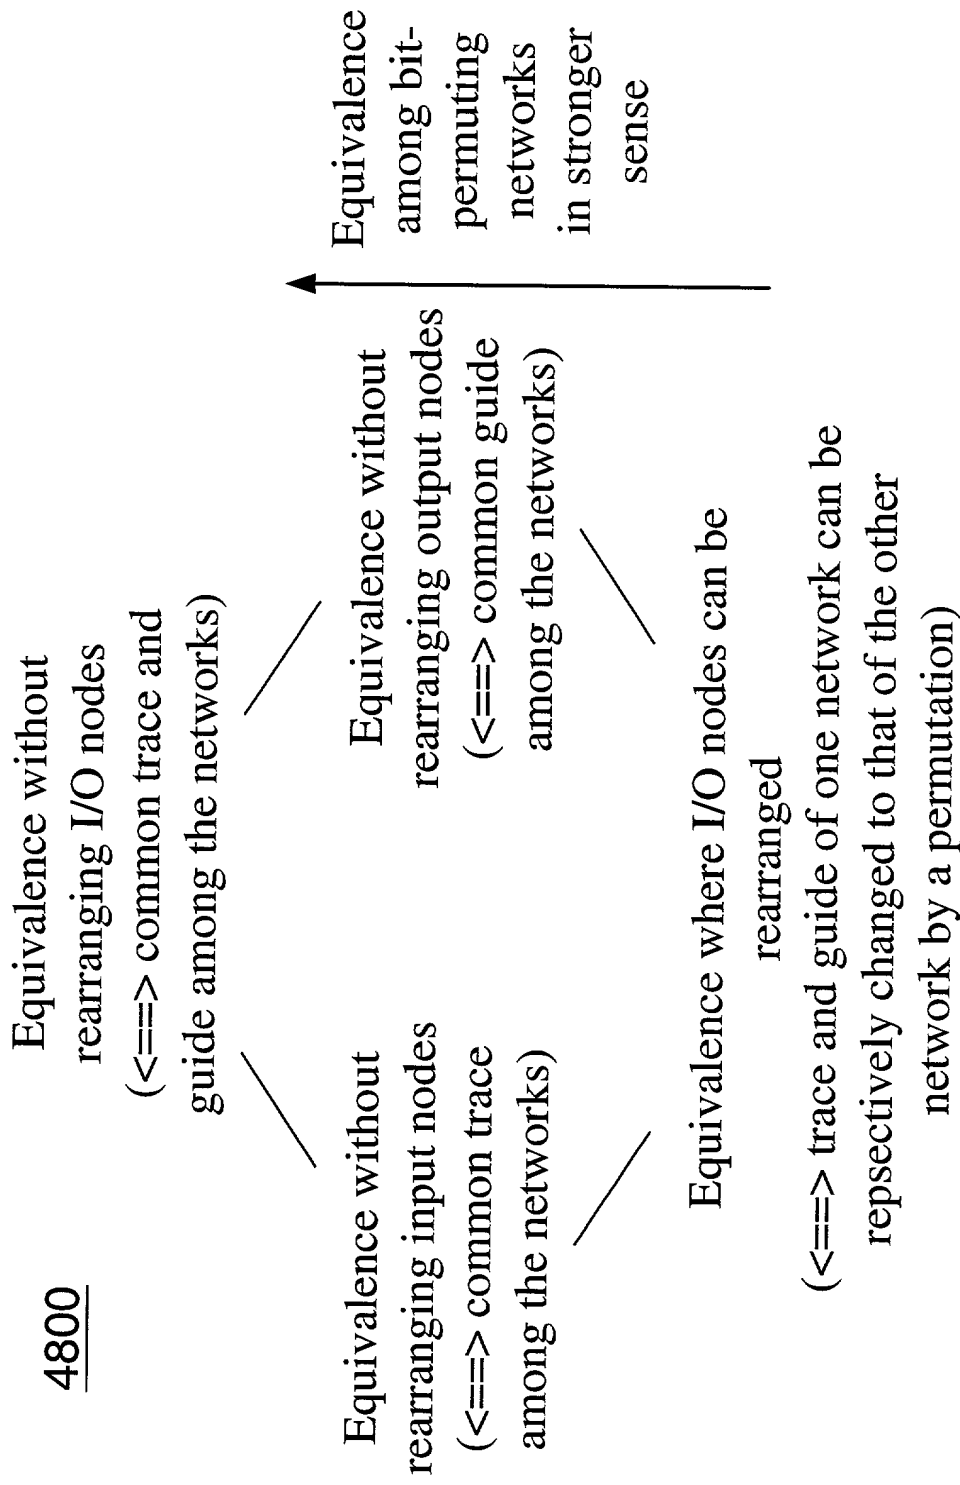 4800
Equivalence without
rearranging I/O nodes
(<==> common trace and
guide among the networks)
Equivalence without
rearranging input nodes
(<==> common trace
among the networks)
Equivalence without
rearranging output nodes
(<==> common guide
among the networks)
Equivalence where I/O nodes can be
rearranged
(<==> trace and guide of one network can be
repsectively changed to that of the other
network by a permutation)
Equivalence
among bit-
permuting
networks
in stronger
sense